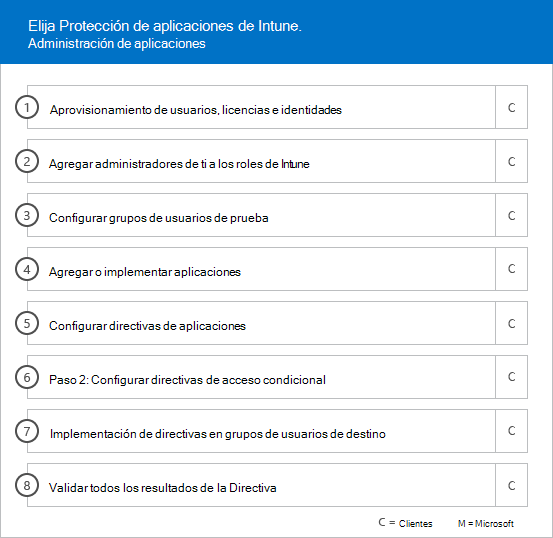 Elija Protección de aplicaciones de Intune.
Administración de aplicaciones
1 Aprovisionamiento de usuarios, licencias e identidades C
2 Agregar administradores de ti a los roles de Intune C
3 Configurar grupos de usuarios de prueba C
4 Agregar o implementar aplicaciones C
5 Configurar directivas de aplicaciones C
6 Paso 2: Configurar directivas de acceso condicional C
7 Implementación de directivas en grupos de usuarios de destino C
8 Validar todos los resultados de la Directiva C
C = Clientes M = Microsoft